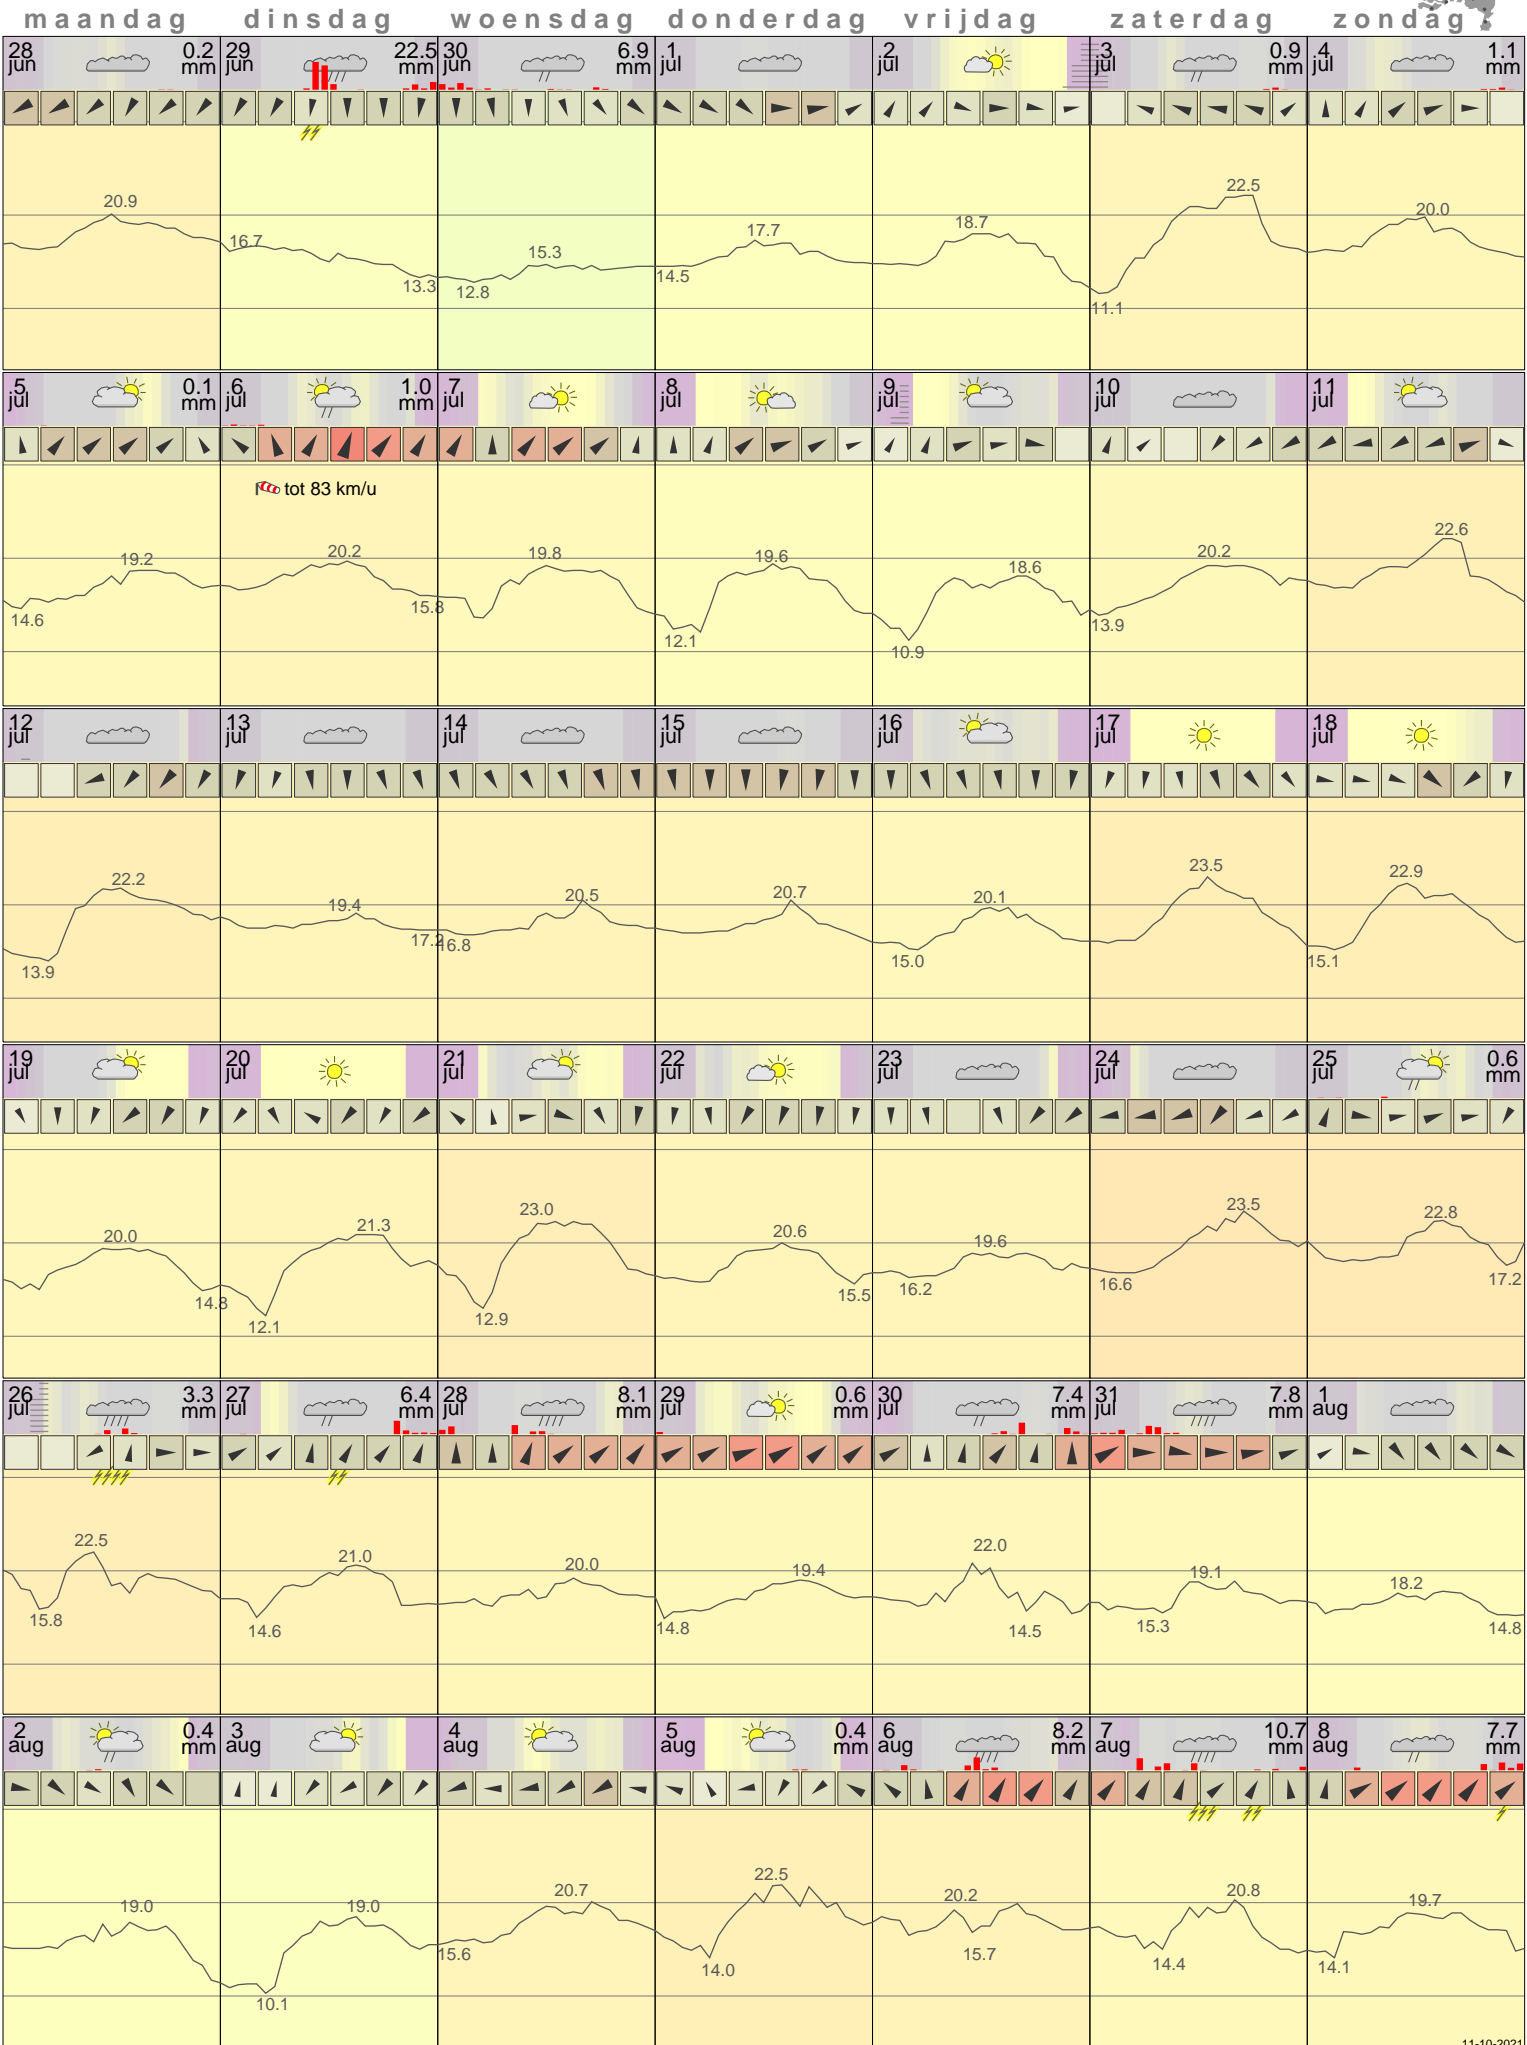 maandag dinsdag woensdag donderdag vrijdag zaterdag zondag
28 jun 0.2 mm 29 jun 22.5 mm 30 jun 6.9 mm 1 jul 2 jul 3 jul 0.9 mm 4 jul 1.1 mm
20.9 16.7 13.3 12.8 15.3 14.5 17.7 18.7 11.1 22.5 20.0
5 jul 0.1 mm 6 jul 1.0 mm 7 jul 8 jul 9 jul 10 jul 11 jul
tot 83 km/u
14.6 19.2 20.2 15.8 19.8 12.1 19.6 10.9 18.6 13.9 20.2 22.6
12 jul 13 jul 14 jul 15 jul 16 jul 17 jul 18 jul
13.9 22.2 19.4 17.2 16.8 20.5 20.7 15.0 20.1 23.5 15.1 22.9
19 jul 20 jul 21 jul 22 jul 23 jul 24 jul 25 jul 0.6 mm
20.0 14.8 12.1 21.3 12.9 23.0 20.6 15.5 16.2 19.6 16.6 23.5 22.8 17.2
26 jul 3.3 mm 27 jul 6.4 mm 28 jul 8.1 mm 29 jul 0.6 mm 30 jul 7.4 mm 31 jul 7.8 mm 1 aug
15.8 22.5 14.6 21.0 20.0 14.8 19.4 22.0 14.5 15.3 19.1 18.2 14.8
2 aug 0.4 mm 3 aug 4 aug 5 aug 0.4 mm 6 aug 8.2 mm 7 aug 10.7 mm 8 aug 7.7 mm
19.0 10.1 19.0 15.6 20.7 14.0 22.5 20.2 15.7 14.4 20.8 14.1 19.7
11-10-2021